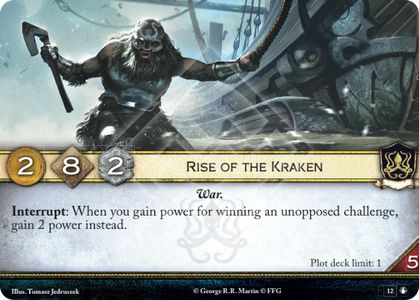 2 8 2 Rise of the Kraken
War.
Interrupt: When you gain power for winning an unopposed challenge,
gain 2 power instead.
Plot deck limit: 1
5
Illus. Tomasz Jedruszek © George R.R. Martin © FFG 12